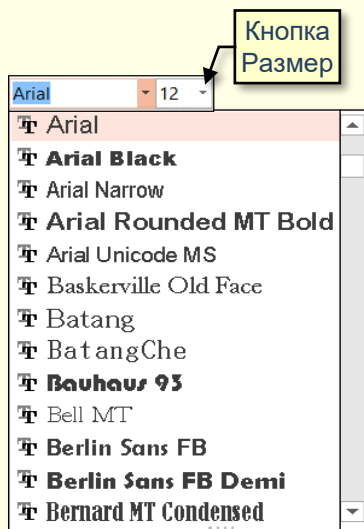 Кнопка
Размер
Arial 12
Arial
Arial Black
Arial Narrow
Arial Rounded MT Bold
Arial Unicode MS
Baskerville Old Face
Batang
BatangChe
Bauhaus 93
Bell MT
Berlin Sans FB
Berlin Sans FB Demi
Bernard MT Condensed